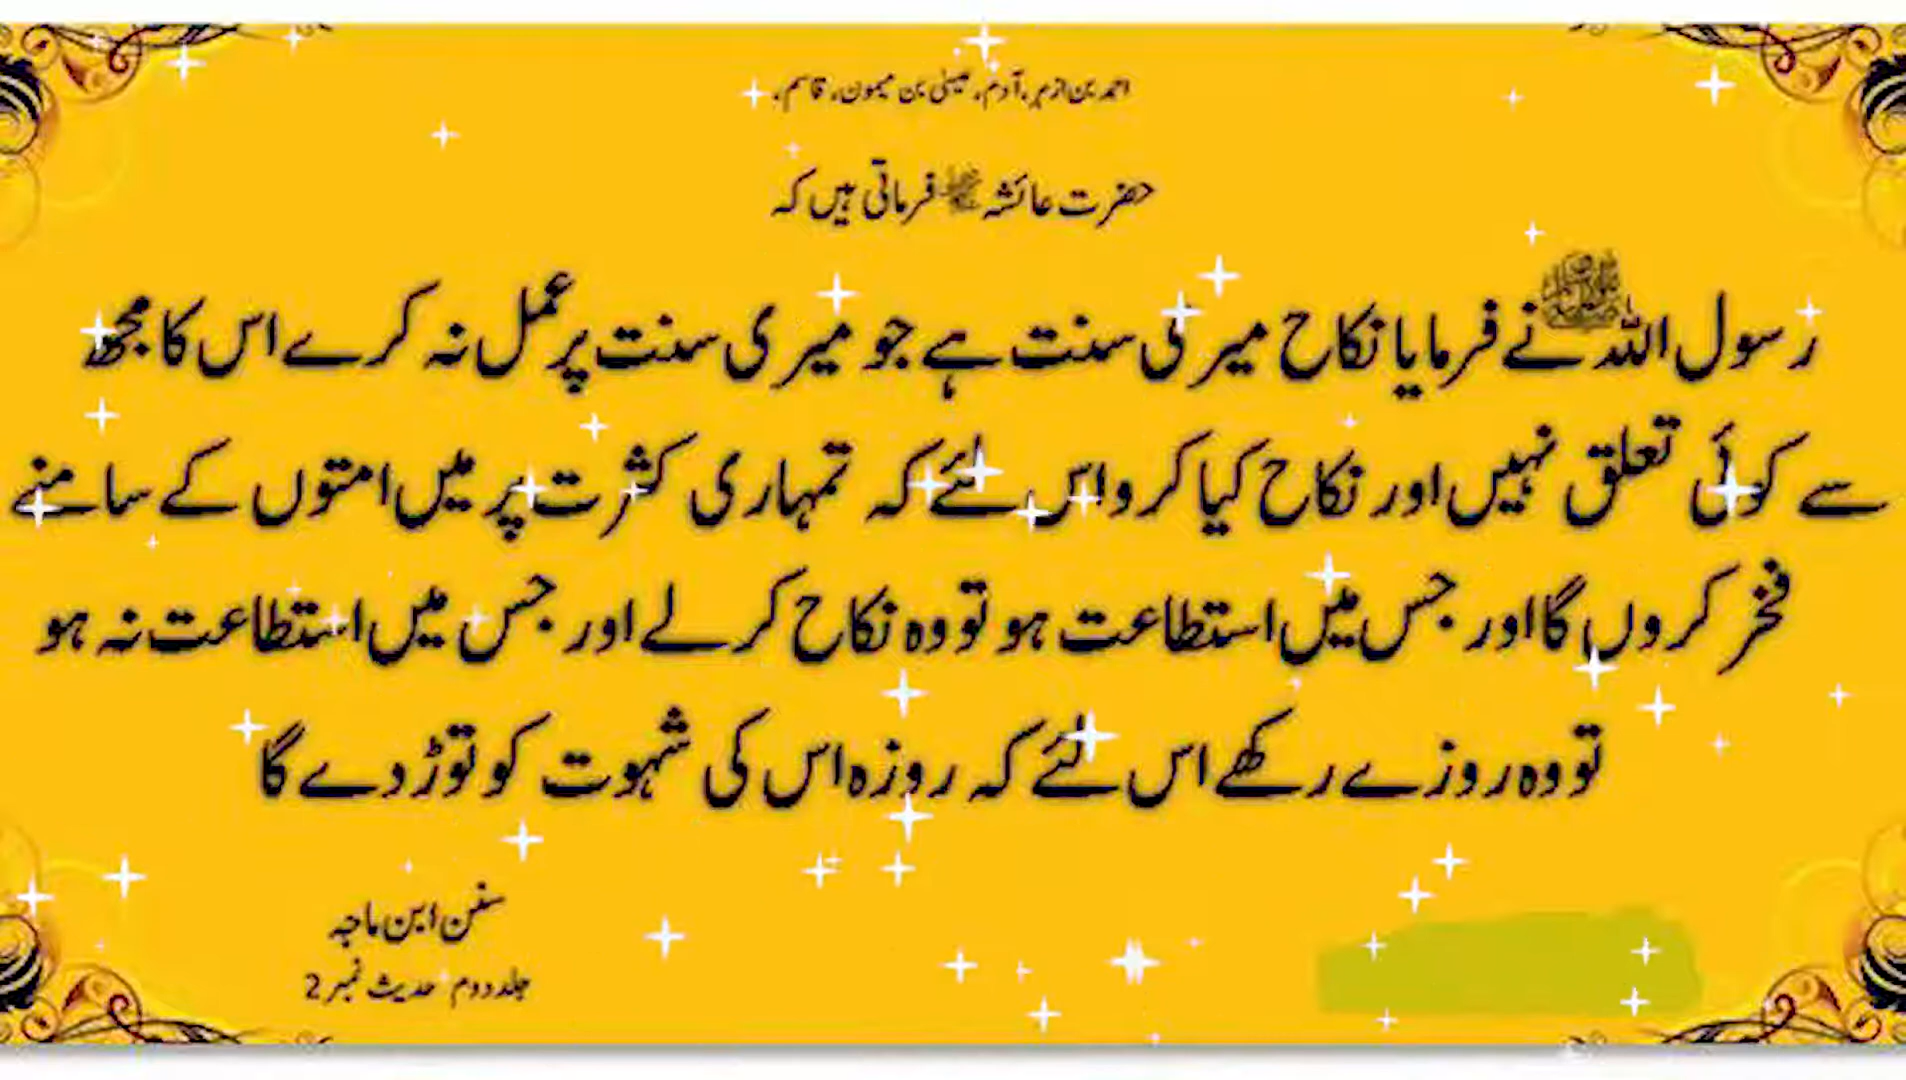 احمد بن ازہر، آدم، عیسیٰ بن میمون، قاسم،
حضرت عائشہ رضی اللہ عنہا فرماتی ہیں کہ
رسول اللہ ﷺ نے فرمایا نکاح میری سنت ہے جو میری سنت پر عمل نہ کرے اس کا مجھ
سے کوئی تعلق نہیں اور نکاح کیا کرو اس لئے کہ تمہاری کثرت پر میں امتوں کے سامنے
فخر کروں گا اور جس میں استطاعت ہو تو وہ نکاح کرلے اور جس میں استطاعت نہ ہو
تو وہ روزے رکھے اس لئے کہ روزہ اس کی شہوت کو توڑ دے گا
سنن ابن ماجہ
جلد دوم حدیث نمبر 2